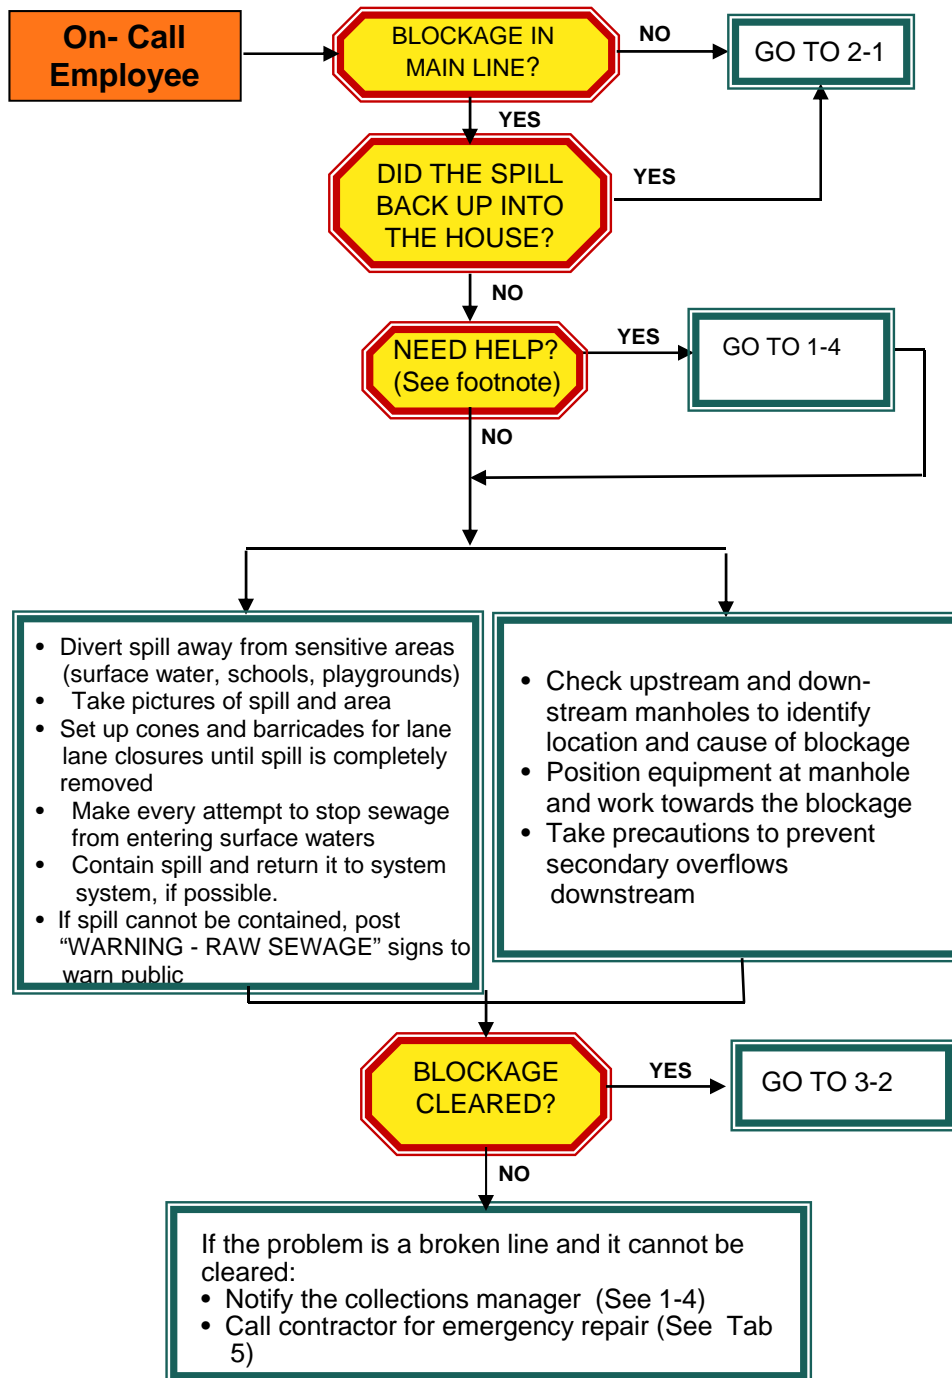 On- Call
Employee
BLOCKAGE IN
MAIN LINE?
NO
GO TO 2-1
YES
DID THE SPILL
BACK UP INTO
THE HOUSE?
YES
NO
NEED HELP?
(See footnote)
YES
GO TO 1-4
NO
• Divert spill away from sensitive areas
(surface water, schools, playgrounds)
• Take pictures of spill and area
• Set up cones and barricades for lane
lane closures until spill is completely
removed
• Make every attempt to stop sewage
from entering surface waters
• Contain spill and return it to system
system, if possible.
• If spill cannot be contained, post
“WARNING - RAW SEWAGE” signs to
warn public
• Check upstream and down-
stream manholes to identify
location and cause of blockage
• Position equipment at manhole
and work towards the blockage
• Take precautions to prevent
secondary overflows
downstream
BLOCKAGE
CLEARED?
YES
GO TO 3-2
NO
If the problem is a broken line and it cannot be
cleared:
• Notify the collections manager (See 1-4)
• Call contractor for emergency repair (See Tab
5)